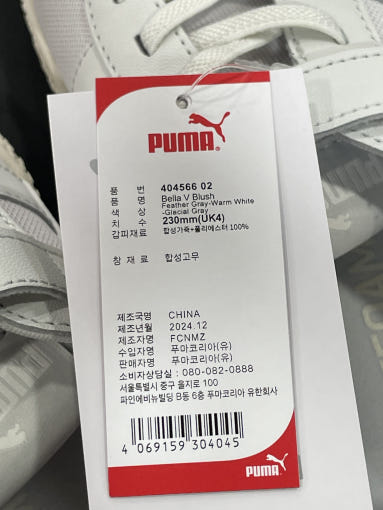 PUMA
품 번 404566 02
품 명 Bella V Blush
색 상 Feather Gray-Warm White
-Glacial Gray
치 수 230mm(UK4)
갑피재료 합성가죽+폴리에스터 100%
창 재 료 합성고무
제조국명 CHINA
제조년월 2024.12
제조자명 FCNMZ
수입자명 푸마코리아(유)
판매자명 푸마코리아(유)
소비자상담실 - 080-082-0888
서울특별시 중구 을지로 100
파인에비뉴빌딩 B동 6층 푸마코리아 유한회사
4 069159 304045
PUMA